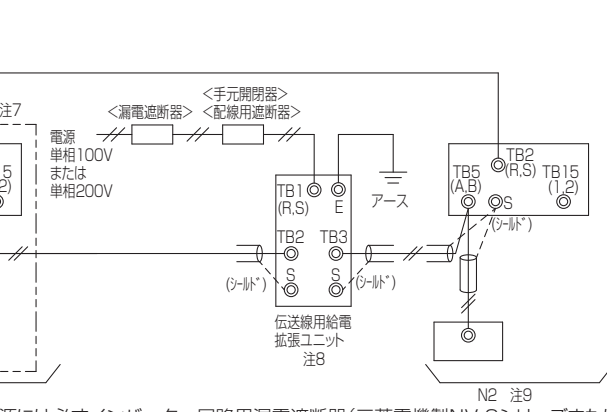 注7
電源
単相100V
または
単相200V
<漏電遮断器>
<手元開閉器>
<配線用遮断器>
TB1
(R,S)
E
アース
TB2
TB3
S
S
(ｼｰﾙﾄﾞ)
(ｼｰﾙﾄﾞ)
伝送線用給電
拡張ユニット
注8
TB5
(A,B)
TB2
(R,S)
TB15
(1,2)
S
(ｼｰﾙﾄﾞ)
5
2)
N2 注9